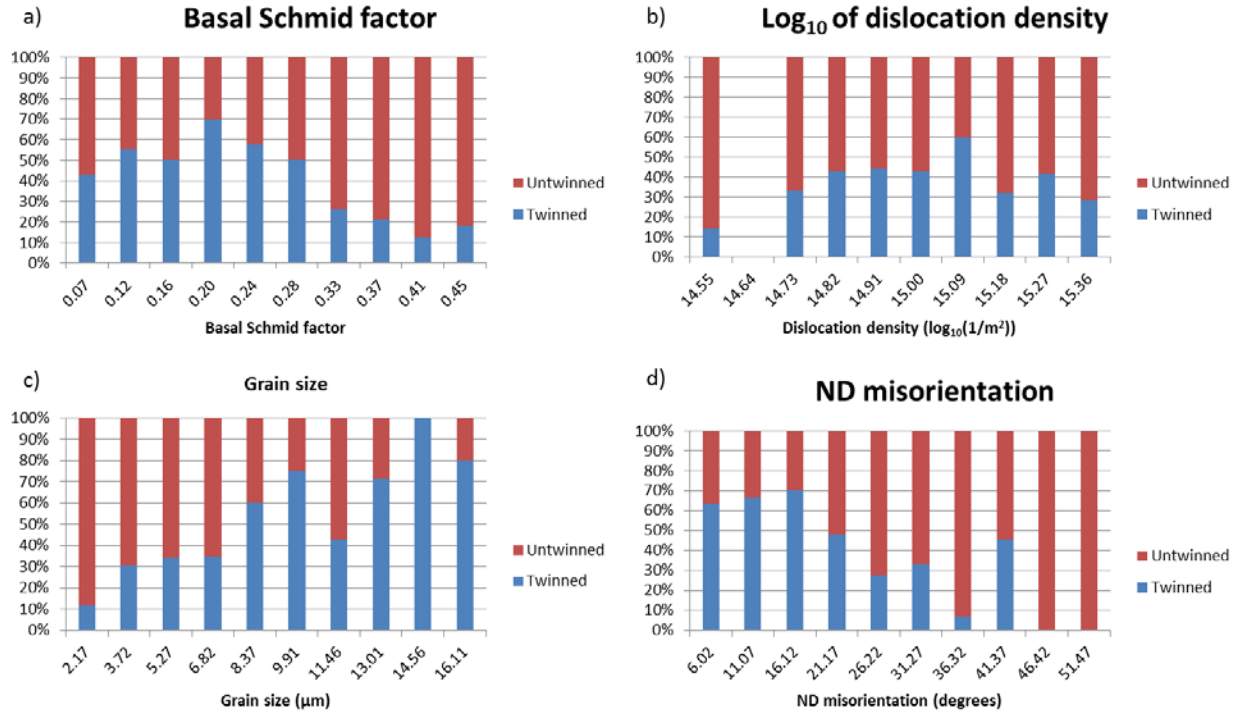 a)
Basal Schmid factor
100%
90%
80%
70%
60%
50%
40%
30%
20%
10%
0%
0.07 0.12 0.16 0.20 0.24 0.28 0.33 0.37 0.41 0.45
Basal Schmid factor
Untwinned
Twinned
b)
Log₁₀ of dislocation density
100%
90%
80%
70%
60%
50%
40%
30%
20%
10%
0%
14.55 14.64 14.73 14.82 14.91 15.00 15.09 15.18 15.27 15.36
Dislocation density (log₁₀(1/m²))
Untwinned
Twinned
c)
Grain size
100%
90%
80%
70%
60%
50%
40%
30%
20%
10%
0%
2.17 3.72 5.27 6.82 8.37 9.91 11.46 13.01 14.56 16.11
Grain size (µm)
Untwinned
Twinned
d)
ND misorientation
100%
90%
80%
70%
60%
50%
40%
30%
20%
10%
0%
6.02 11.07 16.12 21.17 26.22 31.27 36.32 41.37 46.42 51.47
ND misorientation (degrees)
Untwinned
Twinned